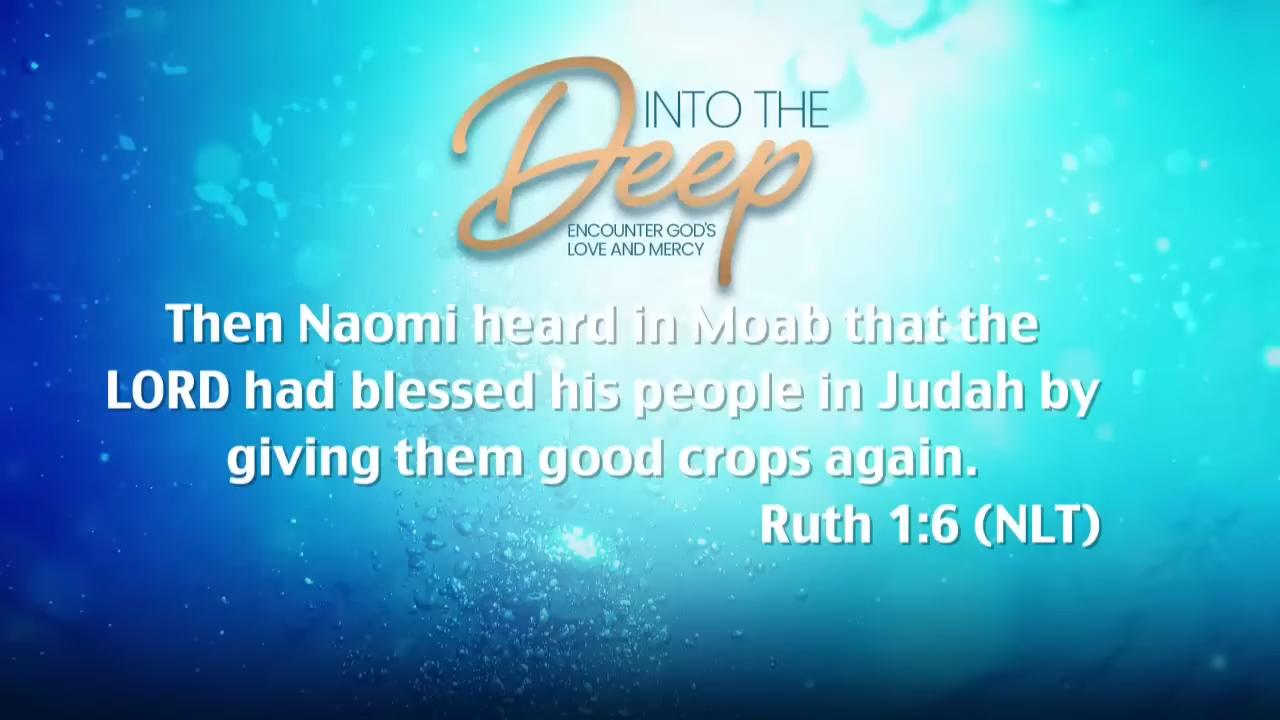 INTO THE
Deep
ENCOUNTER GOD'S
LOVE AND MERCY
Then Naomi heard in Moab that the
LORD had blessed his people in Judah by
giving them good crops again.
Ruth 1:6 (NLT)